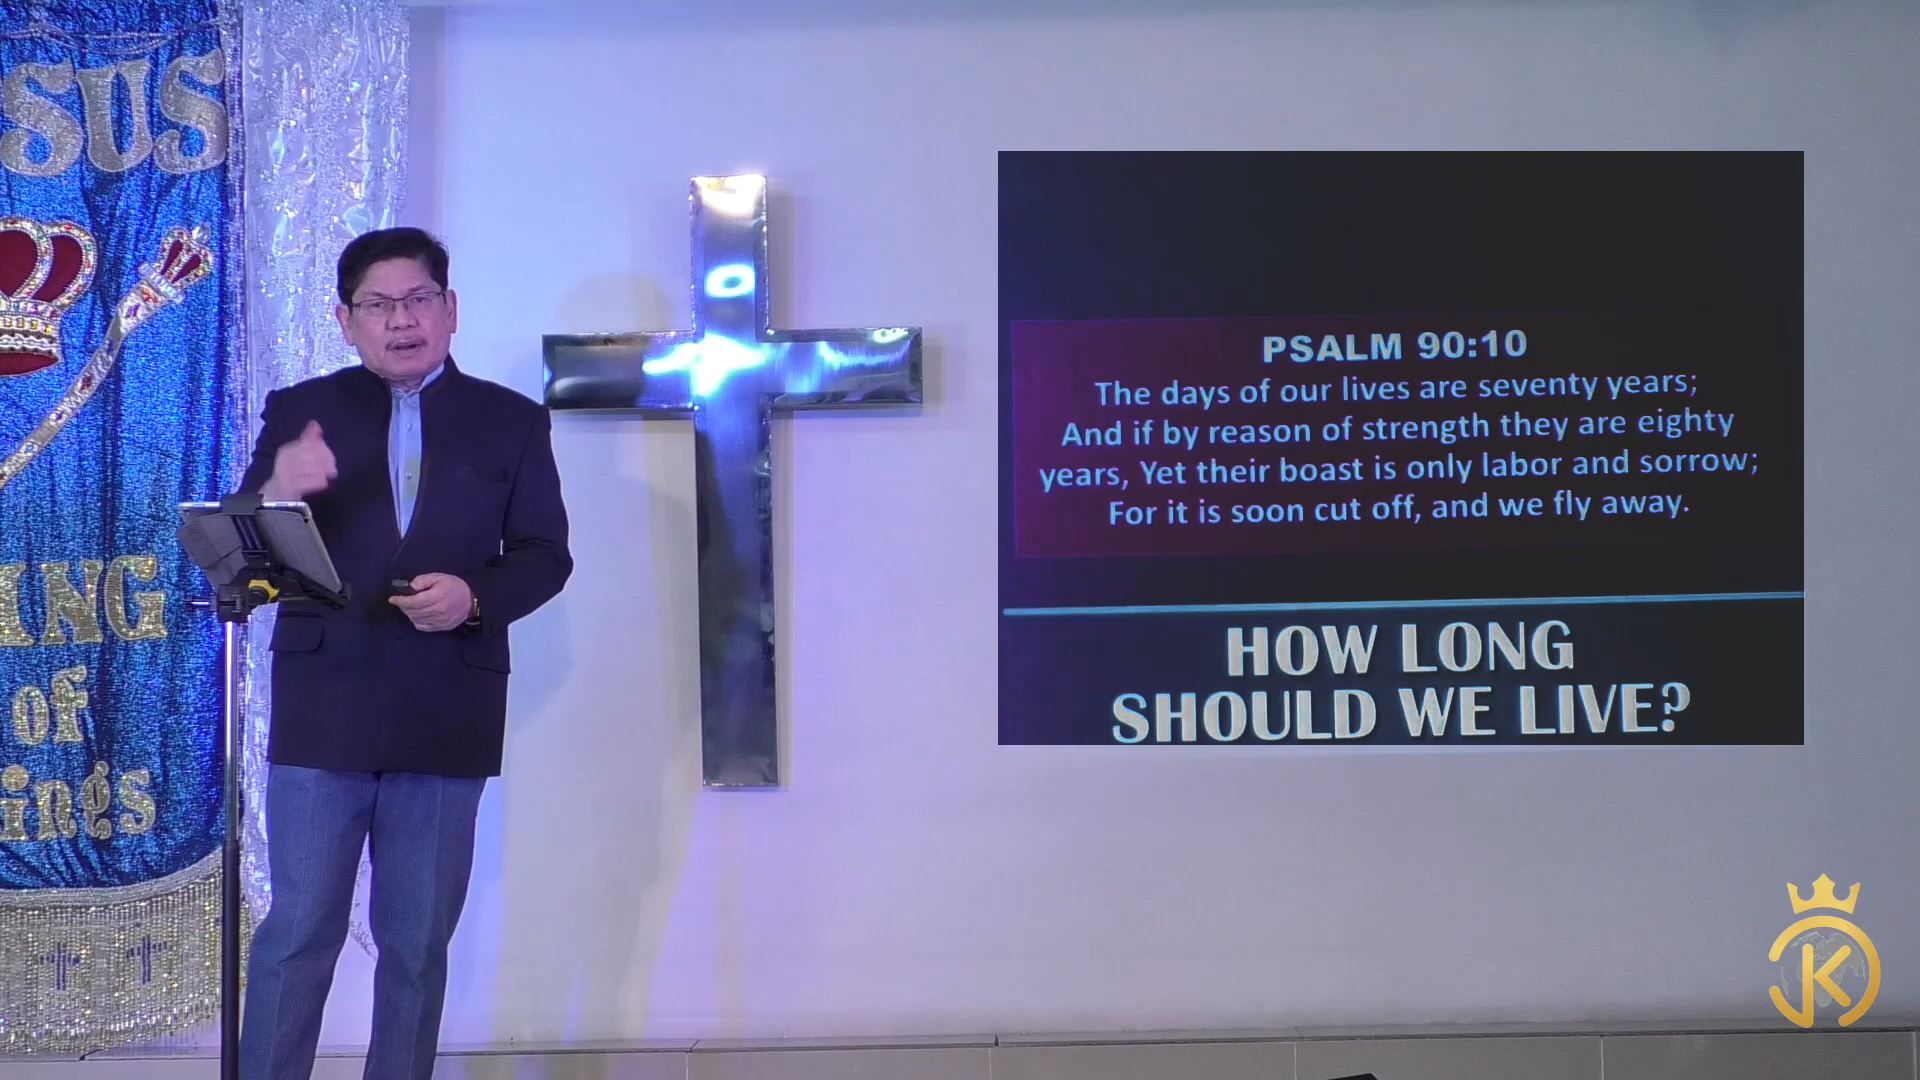 SUS
ING
of
ings
PSALM 90:10
The days of our lives are seventy years;
And if by reason of strength they are eighty
years, Yet their boast is only labor and sorrow;
For it is soon cut off, and we fly away.
HOW LONG
SHOULD WE LIVE?
K